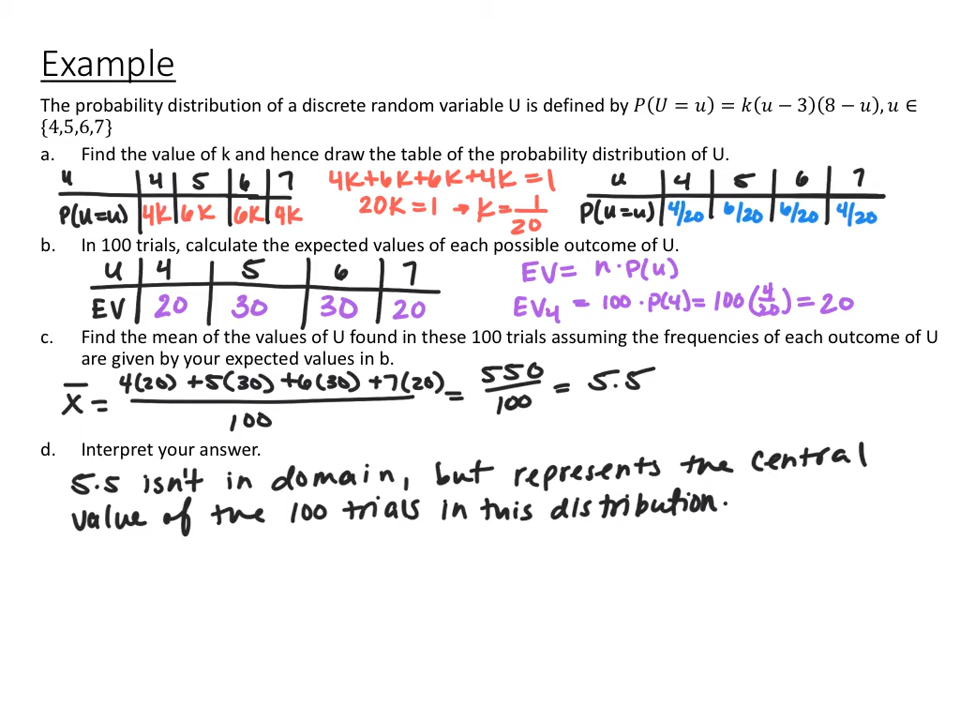 Example
The probability distribution of a discrete random variable U is defined by P(U = u) = k(u − 3)(8 − u), u ∈
{4,5,6,7}
a. Find the value of k and hence draw the table of the probability distribution of U.
u | 4 | 5 | 6 | 7
P(U=u) | 4K | 6K | 6K | 4K
4K+6K+6K+4K = 1
20K = 1 → K = 1/20
u | 4 | 5 | 6 | 7
P(U=u) | 4/20 | 6/20 | 6/20 | 4/20
b. In 100 trials, calculate the expected values of each possible outcome of U.
U | 4 | 5 | 6 | 7
EV | 20 | 30 | 30 | 20
EV = n·P(u)
EV4 = 100·P(4) = 100(4/20) = 20
c. Find the mean of the values of U found in these 100 trials assuming the frequencies of each outcome of U
are given by your expected values in b.
x̄ = (4(20) + 5(30) + 6(30) + 7(20))/100 = 550/100 = 5.5
d. Interpret your answer.
5.5 isn't in domain, but represents the central
value of the 100 trials in this distribution.